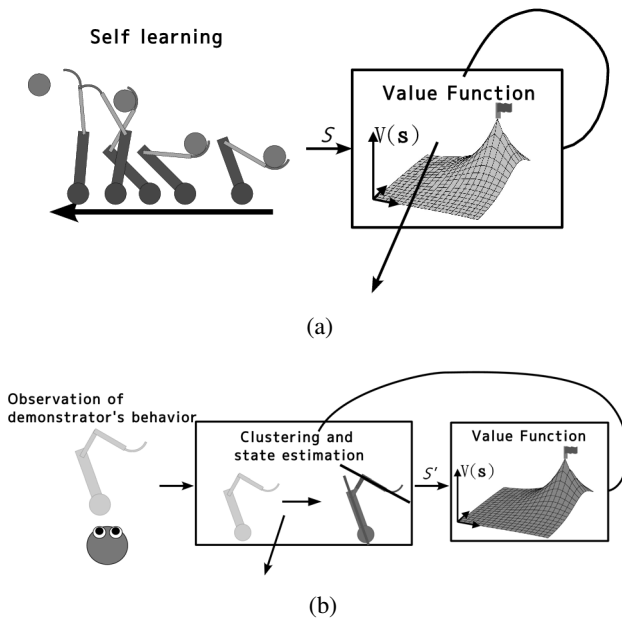 Self learning
Value Function
S
V(s)
(a)
Observation of
demonstrator's behavior
Clustering and
state estimation
S'
Value Function
V(s)
(b)